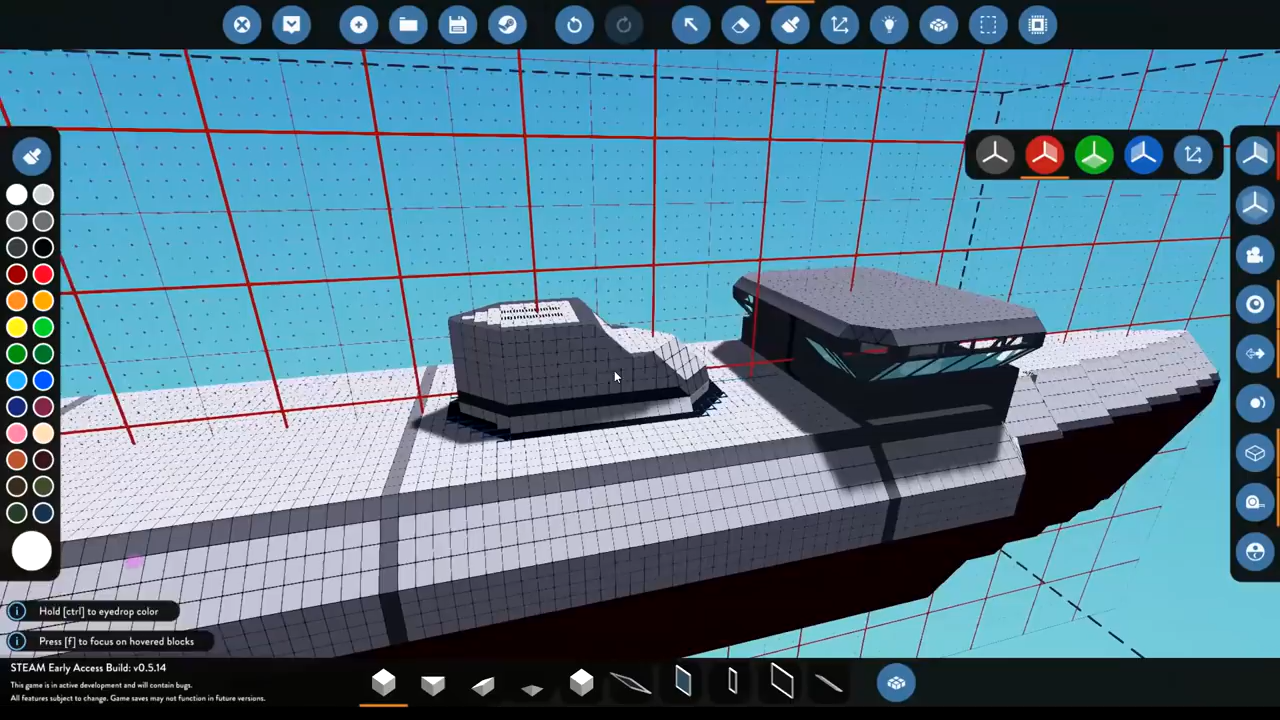 Hold [ctrl] to eyedrop color
Press [f] to focus on hovered blocks
STEAM Early Access Build: v0.5.14
This game is in active development and will contain bugs.
All features subject to change. Game saves may not function in future versions.